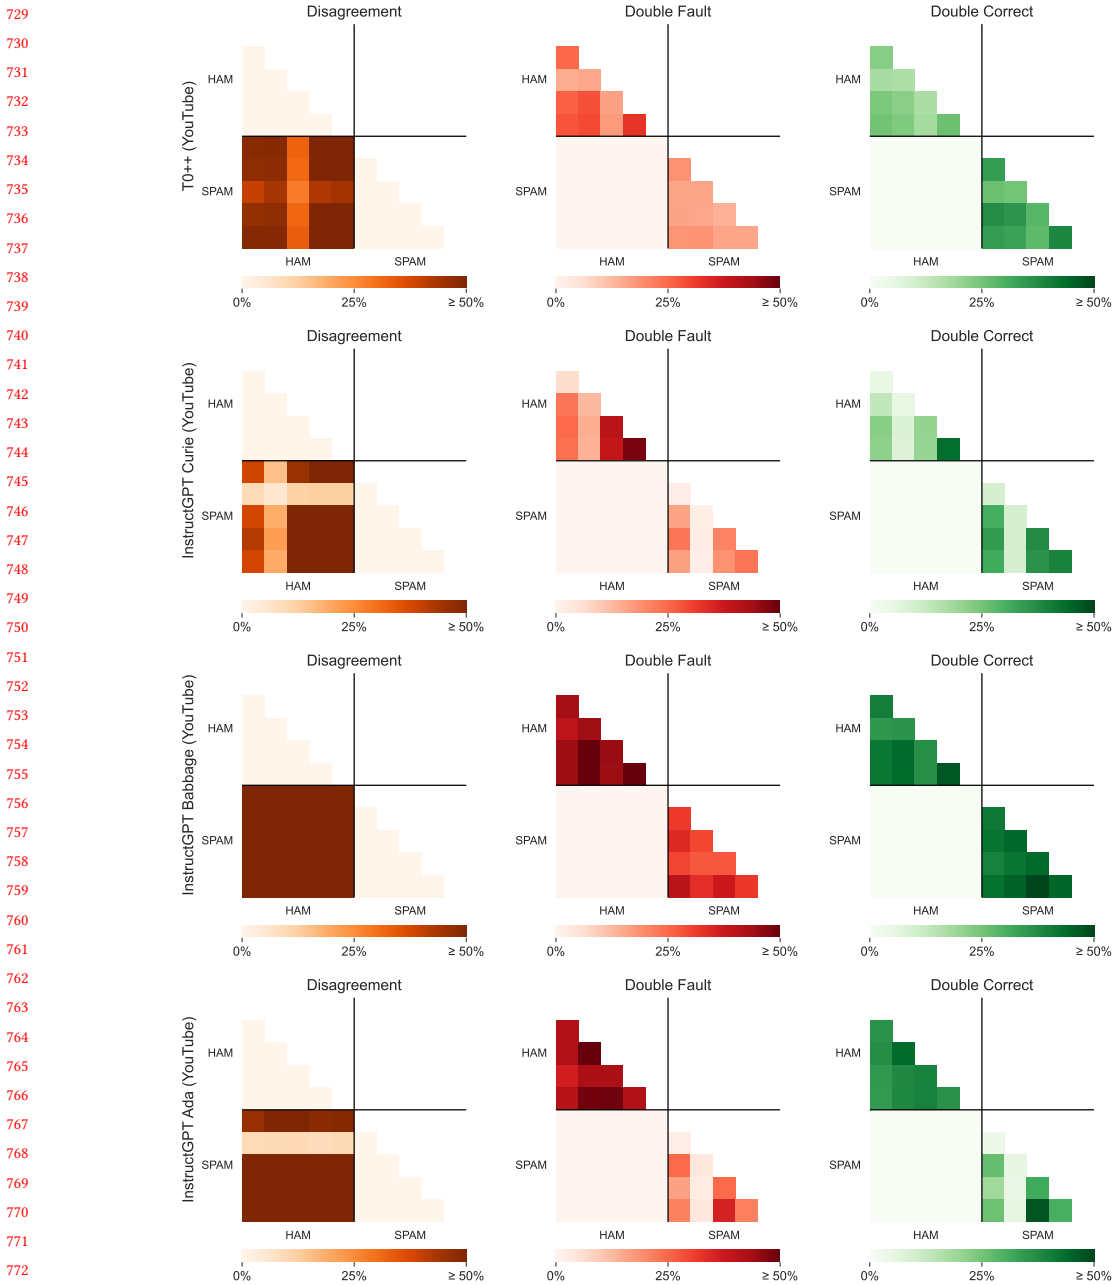 729
730
731
732
733
734
735
736
737
738
739
740
741
742
743
744
745
746
747
748
749
750
751
752
753
754
755
756
757
758
759
760
761
762
763
764
765
766
767
768
769
770
771
772
T0++ (YouTube)
Disagreement
HAM
SPAM
HAM SPAM
0% 25% ≥ 50%
Double Fault
HAM
SPAM
HAM SPAM
0% 25% ≥ 50%
Double Correct
HAM
SPAM
HAM SPAM
0% 25% ≥ 50%
InstructGPT Curie (YouTube)
Disagreement
HAM
SPAM
HAM SPAM
0% 25% ≥ 50%
Double Fault
HAM
SPAM
HAM SPAM
0% 25% ≥ 50%
Double Correct
HAM
SPAM
HAM SPAM
0% 25% ≥ 50%
InstructGPT Babbage (YouTube)
Disagreement
HAM
SPAM
HAM SPAM
0% 25% ≥ 50%
Double Fault
HAM
SPAM
HAM SPAM
0% 25% ≥ 50%
Double Correct
HAM
SPAM
HAM SPAM
0% 25% ≥ 50%
InstructGPT Ada (YouTube)
Disagreement
HAM
SPAM
HAM SPAM
0% 25% ≥ 50%
Double Fault
HAM
SPAM
HAM SPAM
0% 25% ≥ 50%
Double Correct
HAM
SPAM
HAM SPAM
0% 25% ≥ 50%